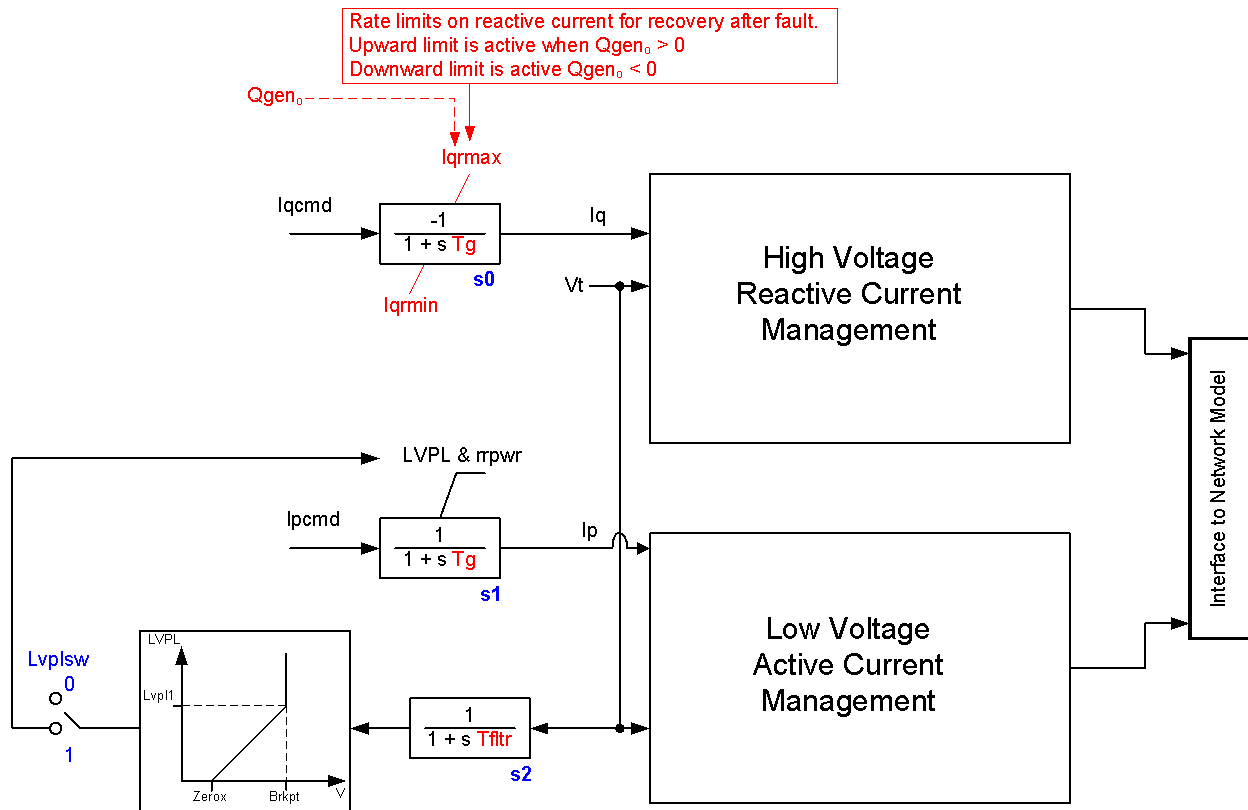 Rate limits on reactive current for recovery after fault.
Upward limit is active when Qgen₀ > 0
Downward limit is active Qgen₀ < 0
Qgen₀
Iqrmax
Iqcmd
-1
1 + s Tg
s0
Iqrmin
Iq
Vt
High Voltage
Reactive Current
Management
Interface to Network Model
LVPL & rrpwr
Ipcmd
1
1 + s Tg
s1
Ip
Low Voltage
Active Current
Management
Lvplsw
0
1
LVPL
Lvpl1
Zerox
Brkpt
V
1
1 + s Tfltr
s2